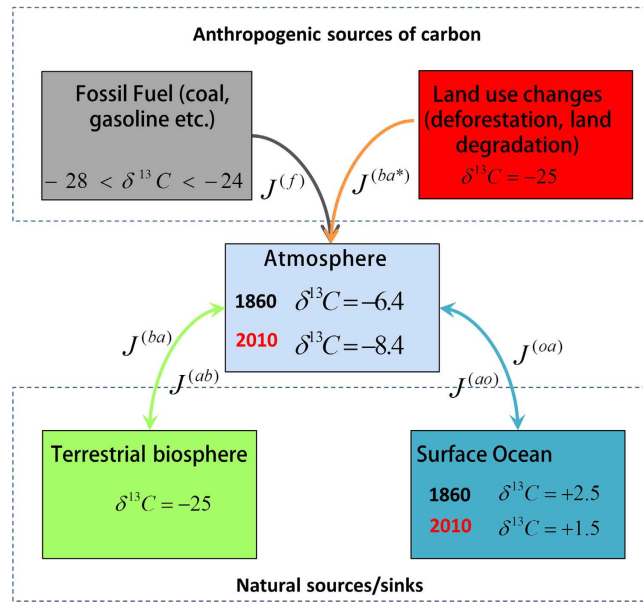 Anthropogenic sources of carbon
Fossil Fuel (coal,
gasoline etc.)
− 28 < δ¹³C < −24
Land use changes
(deforestation, land
degradation)
δ¹³C = −25
J⁽ᶠ⁾
J⁽ᵇᵃ*⁾
Atmosphere
1860 δ¹³C = −6.4
2010 δ¹³C = −8.4
J⁽ᵇᵃ⁾
J⁽ᵃᵇ⁾
J⁽ᵒᵃ⁾
J⁽ᵃᵒ⁾
Terrestrial biosphere
δ¹³C = −25
Surface Ocean
1860 δ¹³C = +2.5
2010 δ¹³C = +1.5
Natural sources/sinks